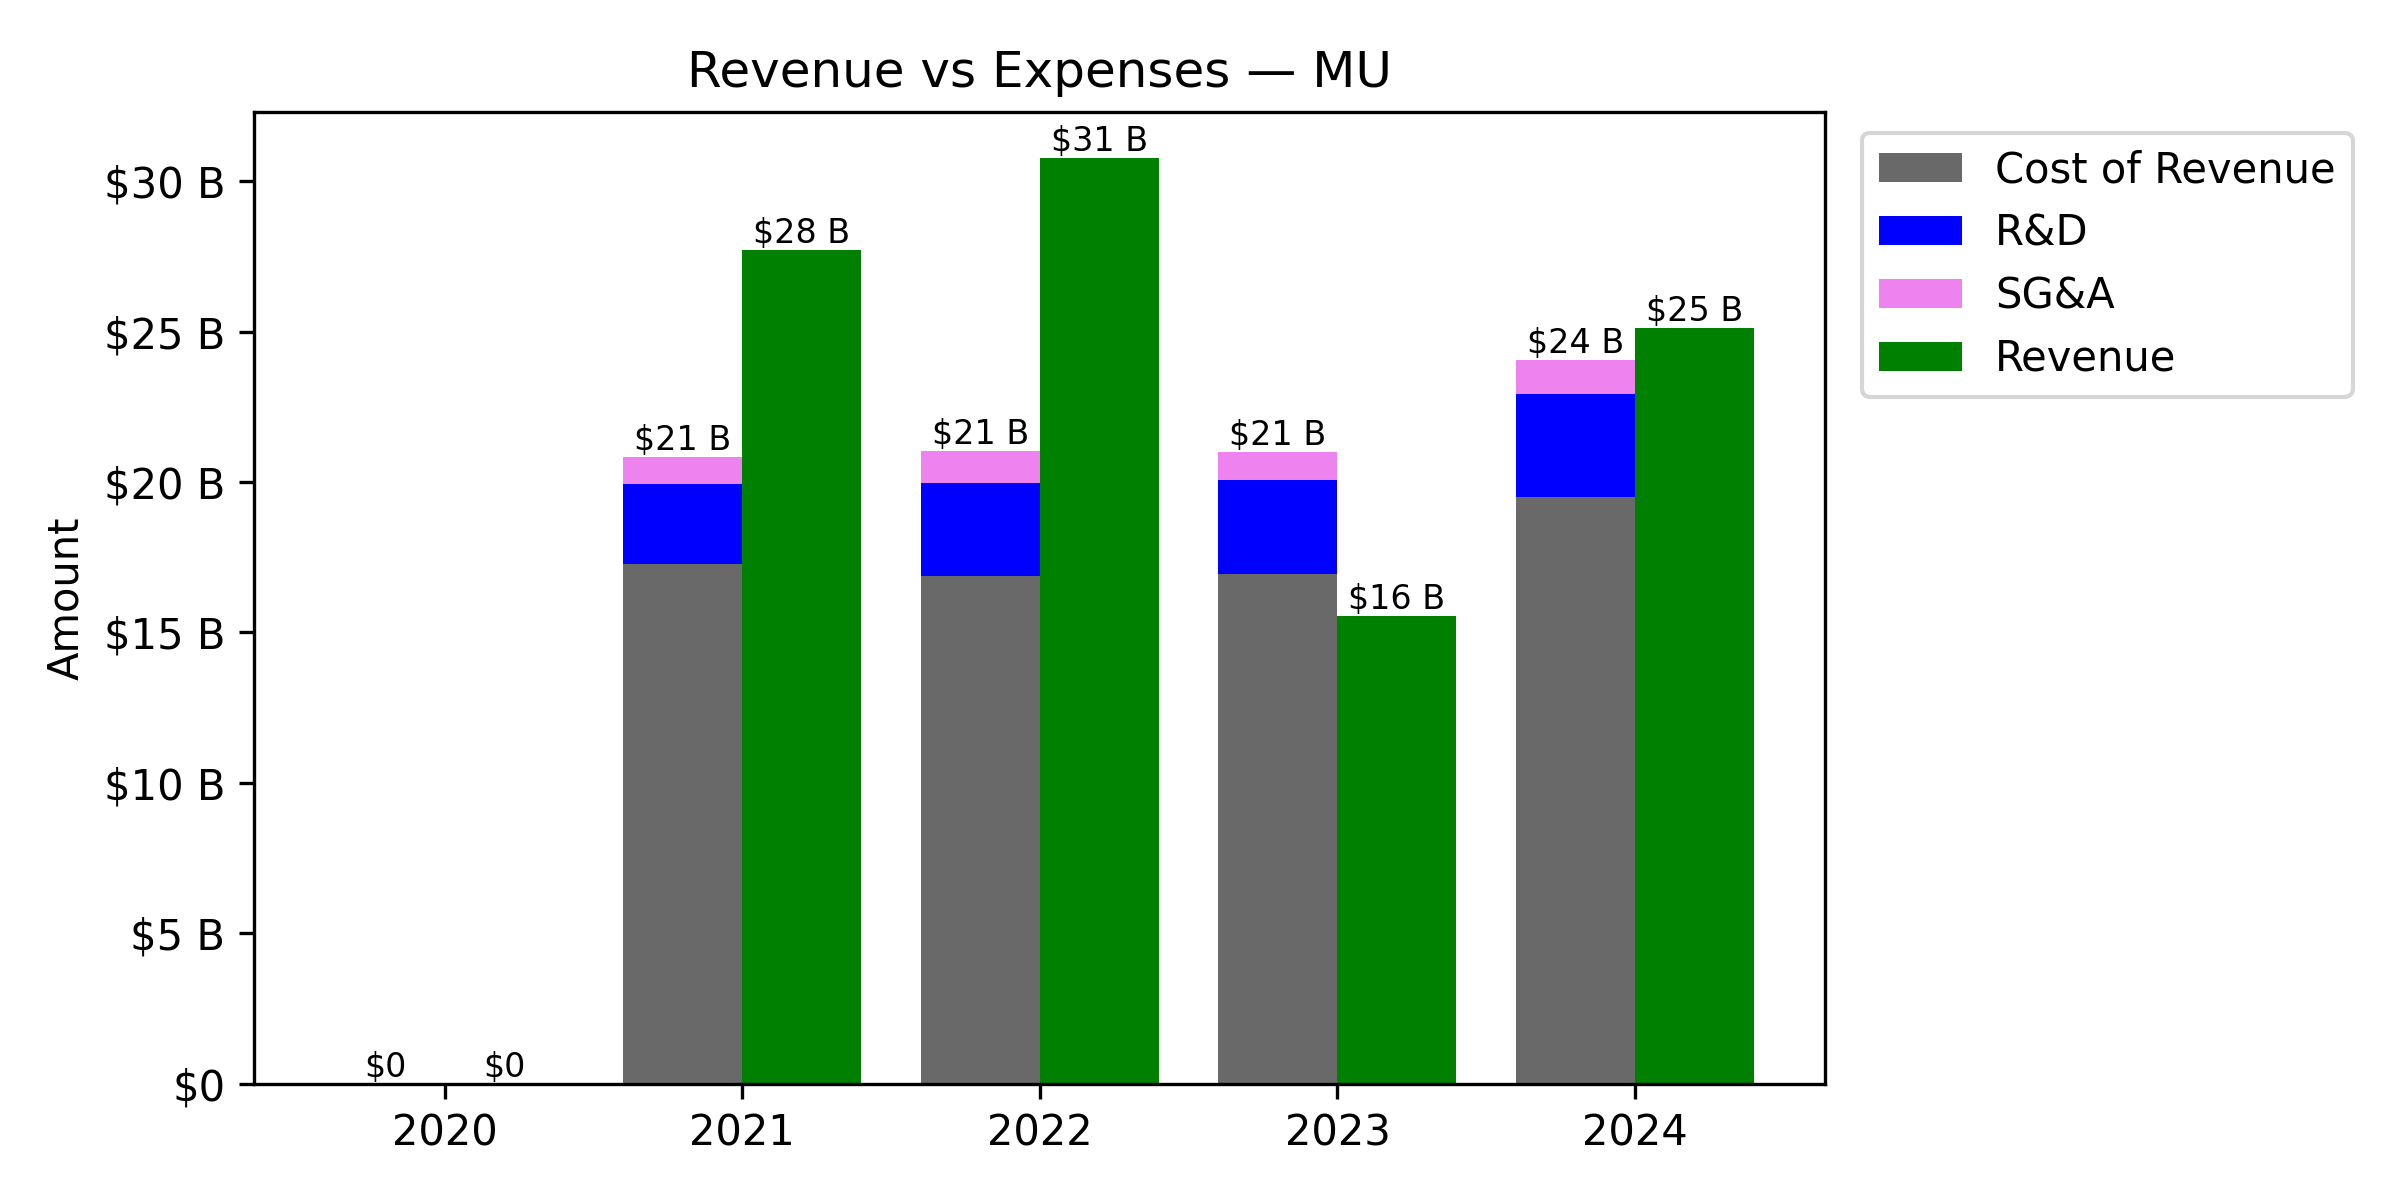 Revenue vs Expenses — MU
Amount
$30 B
$25 B
$20 B
$15 B
$10 B
$5 B
$0
$0
$0
$21 B
$28 B
$21 B
$31 B
$21 B
$16 B
$24 B
$25 B
2020
2021
2022
2023
2024
Cost of Revenue
R&D
SG&A
Revenue